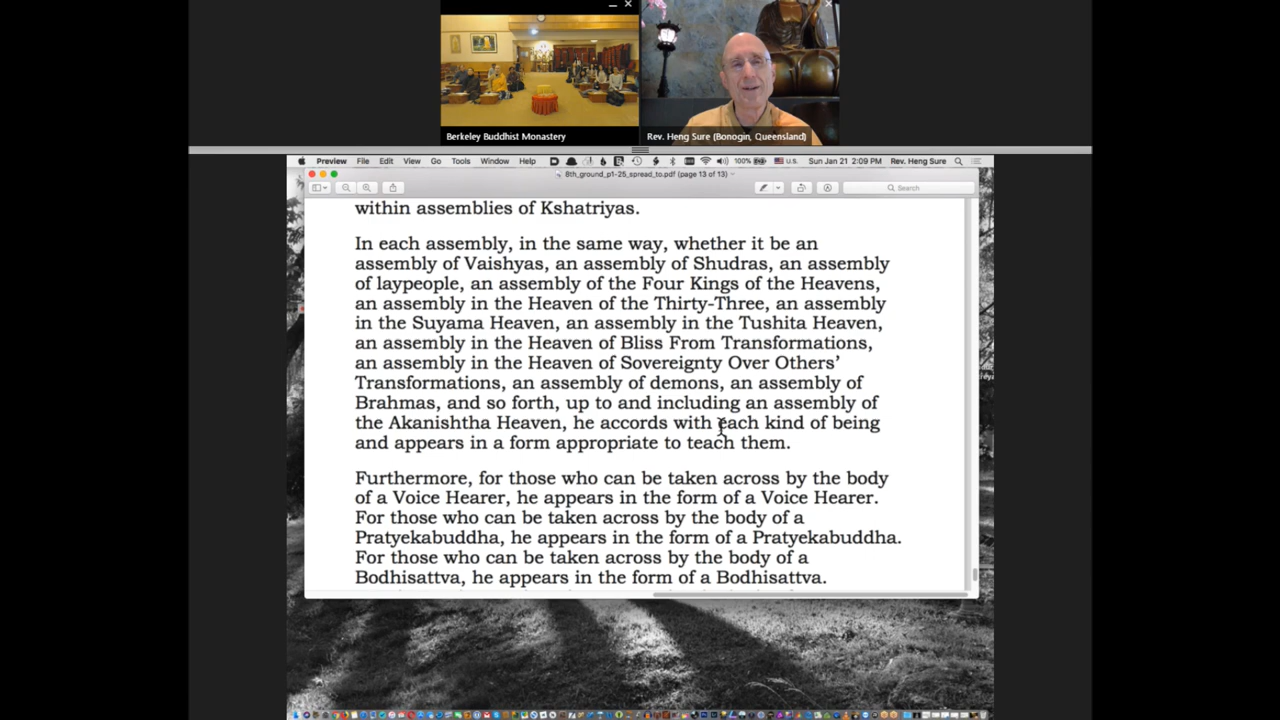 Berkeley Buddhist Monastery
Rev. Heng Sure (Bonogin, Queensland)
Preview File Edit View Go Tools Window Help 100% U.S. Sun Jan 21 2:09 PM Rev. Heng Sure
8th_ground_p1-25_spread_to.pdf (page 13 of 13)
Search
within assemblies of Kshatriyas.
In each assembly, in the same way, whether it be an
assembly of Vaishyas, an assembly of Shudras, an assembly
of laypeople, an assembly of the Four Kings of the Heavens,
an assembly in the Heaven of the Thirty-Three, an assembly
in the Suyama Heaven, an assembly in the Tushita Heaven,
an assembly in the Heaven of Bliss From Transformations,
an assembly in the Heaven of Sovereignty Over Others’
Transformations, an assembly of demons, an assembly of
Brahmas, and so forth, up to and including an assembly of
the Akanishtha Heaven, he accords with each kind of being
and appears in a form appropriate to teach them.
Furthermore, for those who can be taken across by the body
of a Voice Hearer, he appears in the form of a Voice Hearer.
For those who can be taken across by the body of a
Pratyekabuddha, he appears in the form of a Pratyekabuddha.
For those who can be taken across by the body of a
Bodhisattva, he appears in the form of a Bodhisattva.